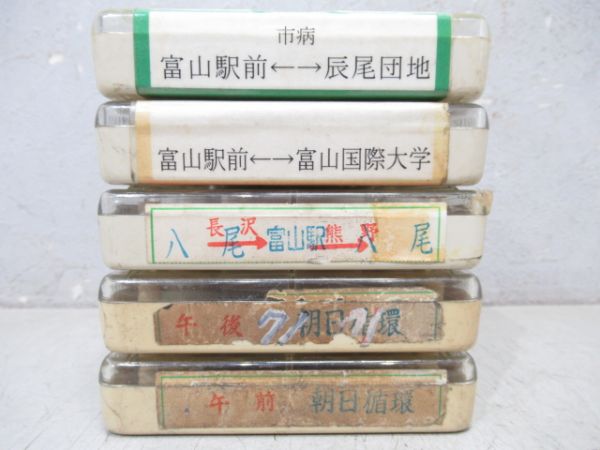 市病
富山駅前←→辰尾団地
富山駅前←→富山国際大学
長沢 熊野
八尾→富山駅→八尾
午後 朝日循環
午前 朝日循環